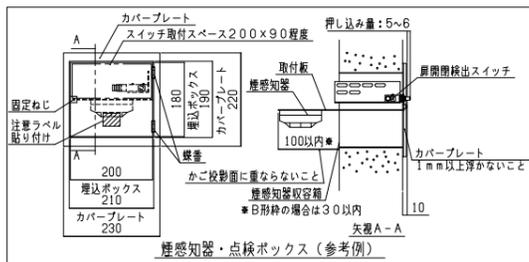 カバープレート
スイッチ取付スペース200×90程度
A
固定ねじ
注意ラベル
貼り付け
A
180
埋込ボックス
190
カバープレート
220
蝶番
200
埋込ボックス
210
カバープレート
230
押し込み量:5~6
取付板
煙感知器
扉開閉検出スイッチ
100以内※
かご投影面に重ならないこと
煙感知器収容箱
※B形枠の場合は30以内
カバープレート
1mm以上浮かないこと
10
矢視A-A
煙感知器・点検ボックス(参考例)